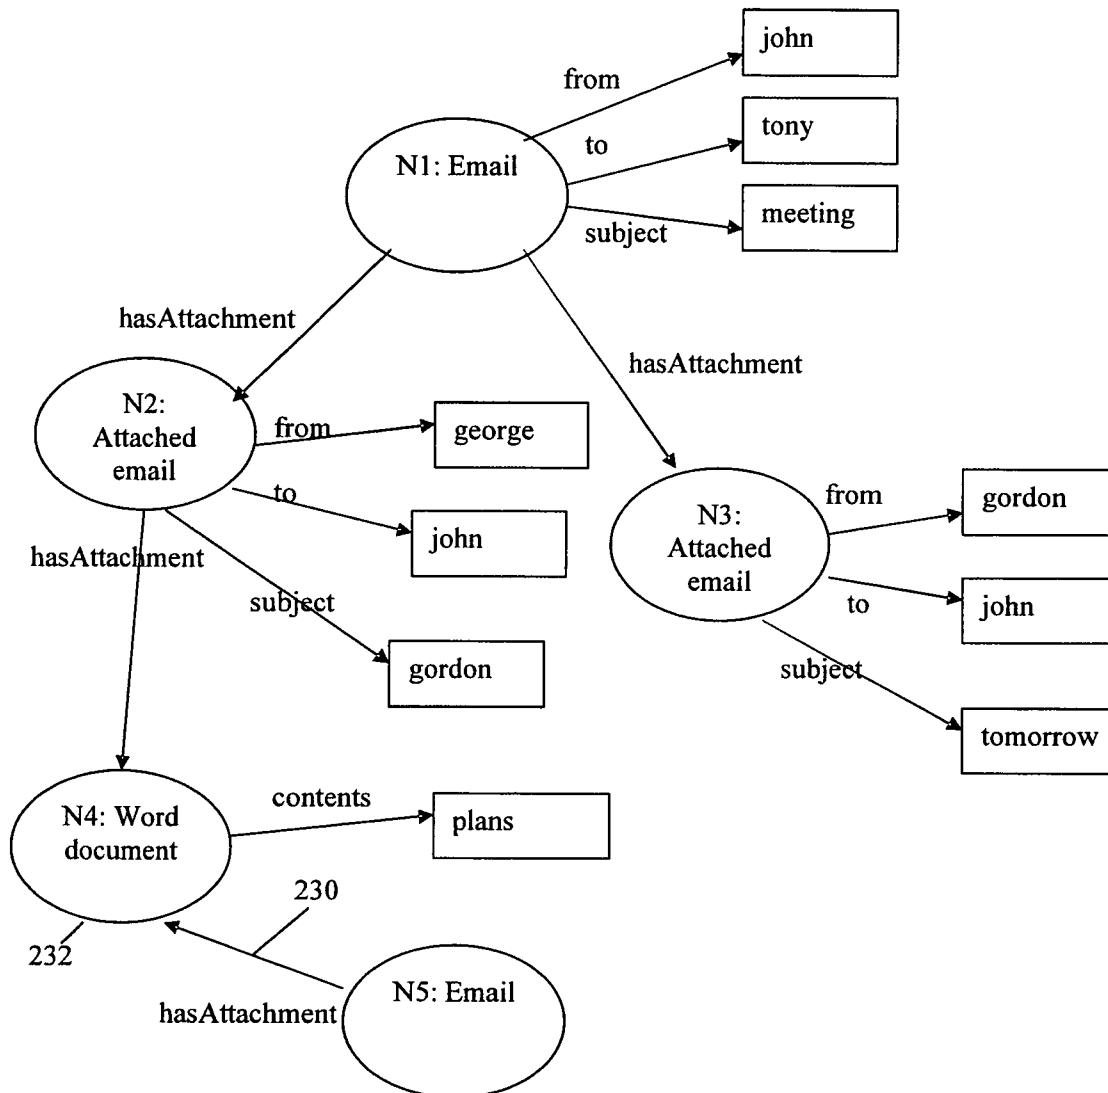 john
from
tony
to
N1: Email
meeting
subject
hasAttachment
hasAttachment
N2:
Attached
email
from
george
to
john
hasAttachment
subject
gordon
N3:
Attached
email
from
gordon
to
john
subject
tomorrow
N4: Word
document
contents
plans
230
232
N5: Email
hasAttachment